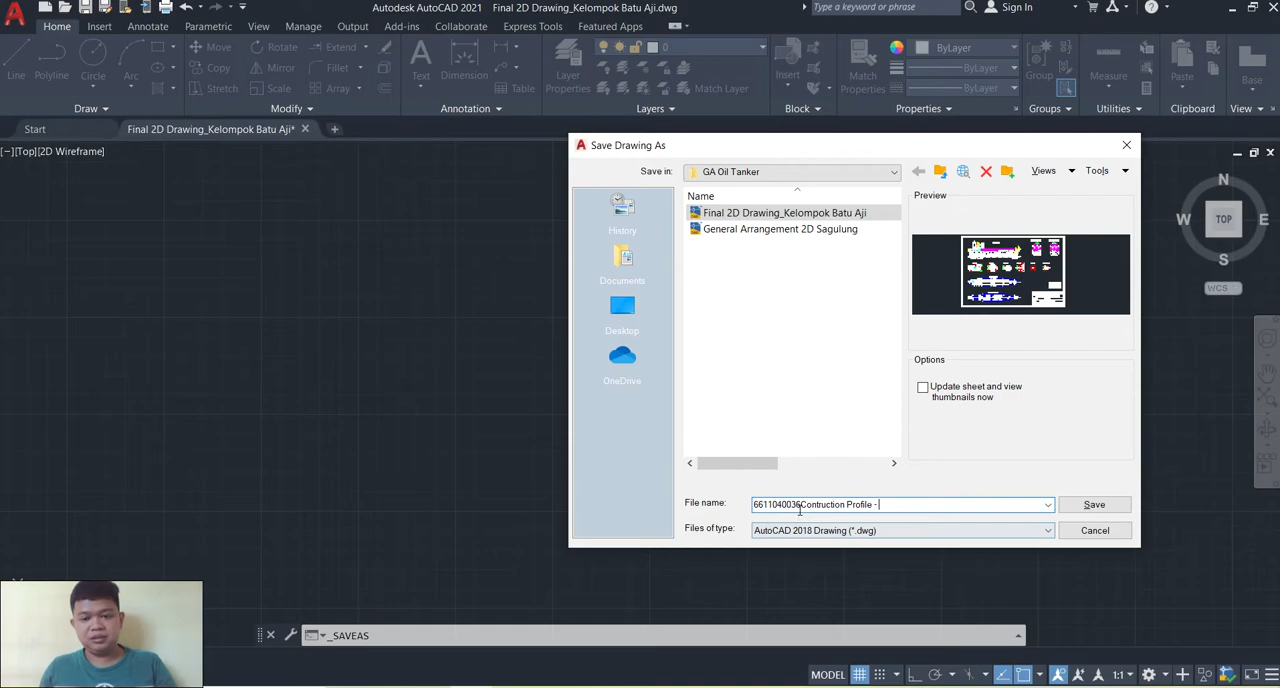 Autodesk AutoCAD 2021 Final 2D Drawing_Kelompok Batu Aji.dwg Type a keyword or phrase Sign In
Home Insert Annotate Parametric View Manage Output Add-ins Collaborate Express Tools Featured Apps
Line Polyline Circle Arc
Move Rotate Extend
Copy Mirror Fillet
Stretch Scale Array
Text Dimension Table
Layer Properties
0
Match Layer
Insert
Match Properties
ByLayer
ByLayer
ByLayer
Group
Measure
Paste
Base
Draw Modify Annotation Layers Block Properties Groups Utilities Clipboard View
Start Final 2D Drawing_Kelompok Batu Aji*
[−][Top][2D Wireframe]
Save Drawing As
Save in: GA Oil Tanker Views Tools
Name
Final 2D Drawing_Kelompok Batu Aji
General Arrangement 2D Sagulung
History
Documents
Desktop
OneDrive
Preview
Options
Update sheet and view
thumbnails now
File name: 6611040036Contruction Profile - Save
Files of type: AutoCAD 2018 Drawing (*.dwg) Cancel
N
W TOP E
S
WCS
_SAVEAS
MODEL 1:1